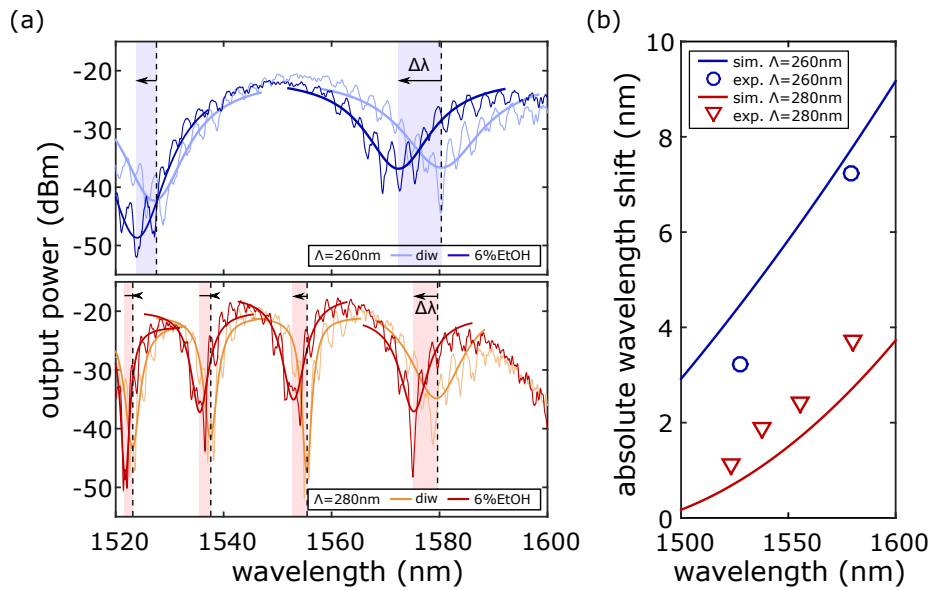 (a)
-20
-30
-40
-50
Δλ
Λ=260nm diw 6%EtOH
-20
-30
-40
-50
Δλ
Λ=280nm diw 6%EtOH
output power (dBm)
1520 1540 1560 1580 1600
wavelength (nm)
(b)
10
8
6
4
2
0
sim. Λ=260nm
exp. Λ=260nm
sim. Λ=280nm
exp. Λ=280nm
absolute wavelength shift (nm)
1500 1550 1600
wavelength (nm)